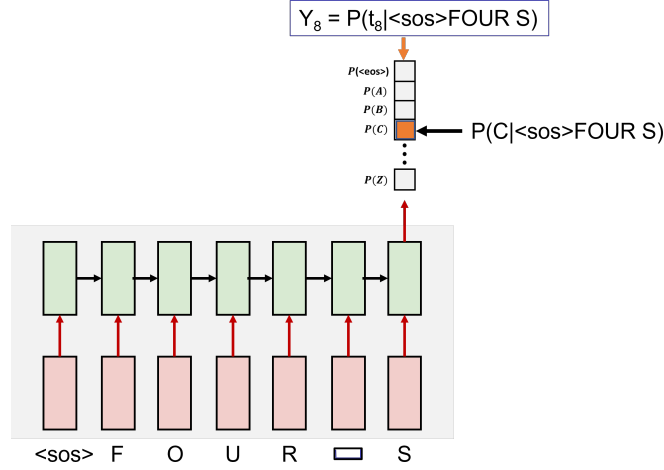 Y₈ = P(t₈|<sos>FOUR S)
P(<eos>)
P(A)
P(B)
P(C)
P(C|<sos>FOUR S)
P(Z)
<sos> F O U R S